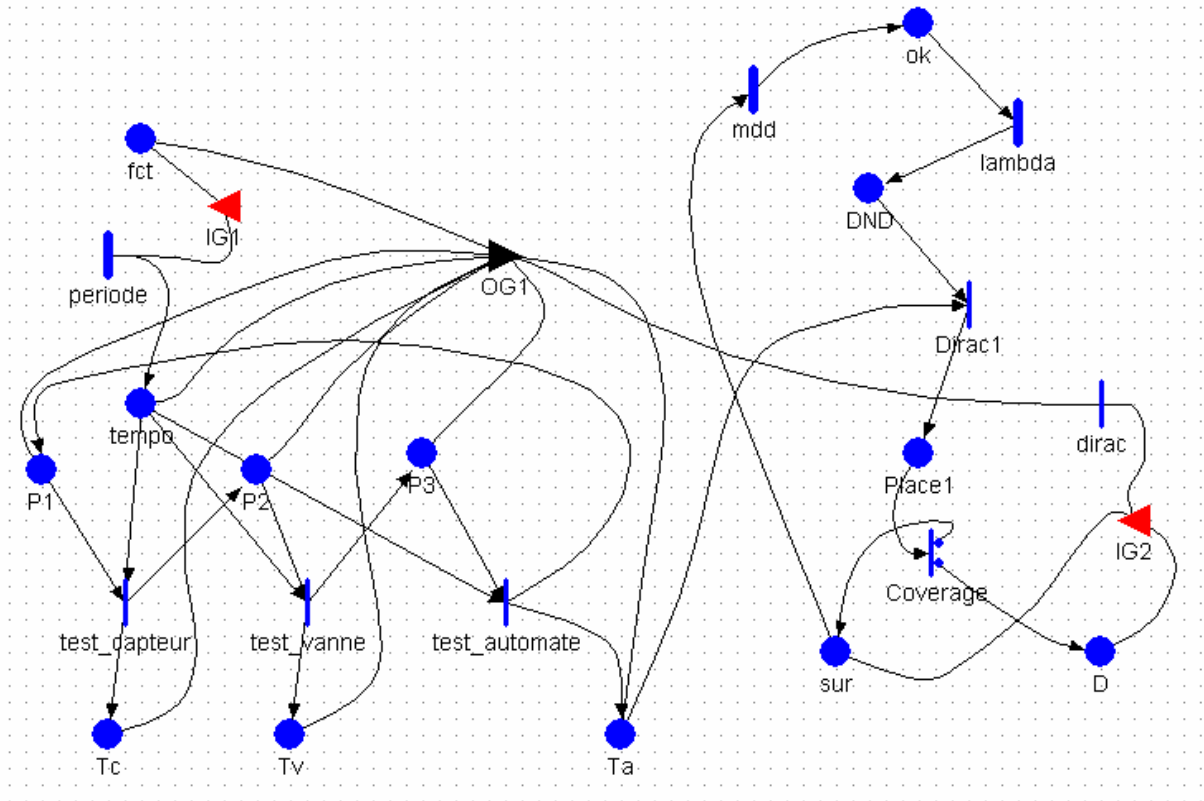 ok
mdd
lambda
fct
DND
IG1
periode
OG1
Dirac1
tempo
dirac
P1
P2
P3
Place1
IG2
Coverage
test_capteur
test_vanne
test_automate
sur
D
Tc
Tv
Ta